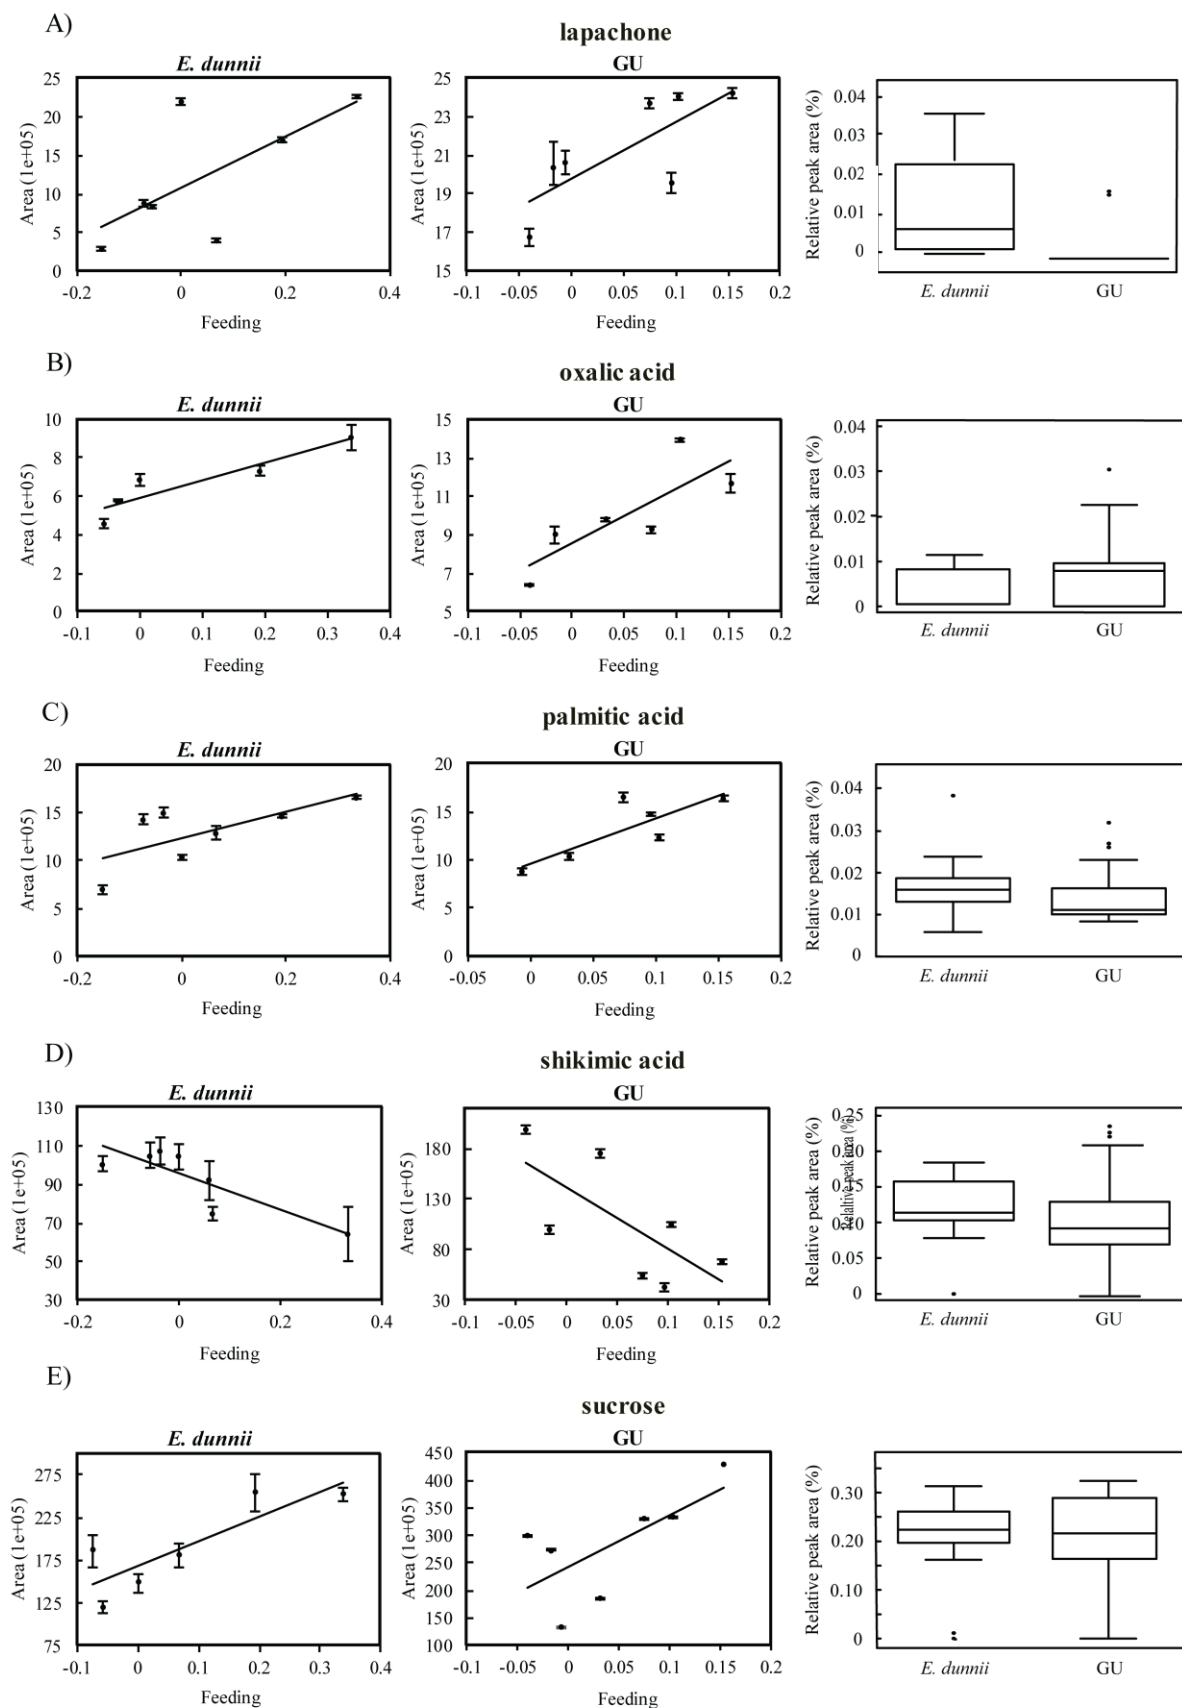 A)
lapachone
E. dunnii
GU
Area (1e+05)
25
20
15
10
5
0
-0.2 0 0.2 0.4
Feeding
Area (1e+05)
25
23
21
19
17
15
-0.1 -0.05 0 0.05 0.1 0.15 0.2
Feeding
Relative peak area (%)
0.04
0.03
0.02
0.01
0
E. dunnii GU
B)
oxalic acid
E. dunnii
GU
Area (1e+05)
10
8
6
4
2
0
-0.1 0 0.1 0.2 0.3 0.4
Feeding
Area (1e+05)
15
13
11
9
7
5
-0.1 -0.05 0 0.05 0.1 0.15 0.2
Feeding
Relative peak area (%)
0.04
0.03
0.02
0.01
0
E. dunnii GU
C)
palmitic acid
E. dunnii
GU
Area (1e+05)
20
15
10
5
0
-0.2 0 0.2 0.4
Feeding
Area (1e+05)
20
15
10
5
0
-0.05 0 0.05 0.1 0.15 0.2
Feeding
Relative peak area (%)
0.04
0.03
0.02
0.01
0
E. dunnii GU
D)
shikimic acid
E. dunnii
GU
Area (1e+05)
130
110
90
70
50
30
-0.2 0 0.2 0.4
Feeding
Area (1e+05)
180
130
80
30
-0.1 -0.05 0 0.05 0.1 0.15 0.2
Feeding
Relative peak area (%)
Relative peak area (%)
0.25
0.20
0.15
0.10
0.05
0
E. dunnii GU
E)
sucrose
E. dunnii
GU
Area (1e+05)
275
225
175
125
75
-0.1 0 0.1 0.2 0.3 0.4
Feeding
Area (1e+05)
450
400
350
300
250
200
150
100
-0.1 -0.05 0 0.05 0.1 0.15 0.2
Feeding
Relative peak area (%)
0.30
0.20
0.10
0
E. dunnii GU